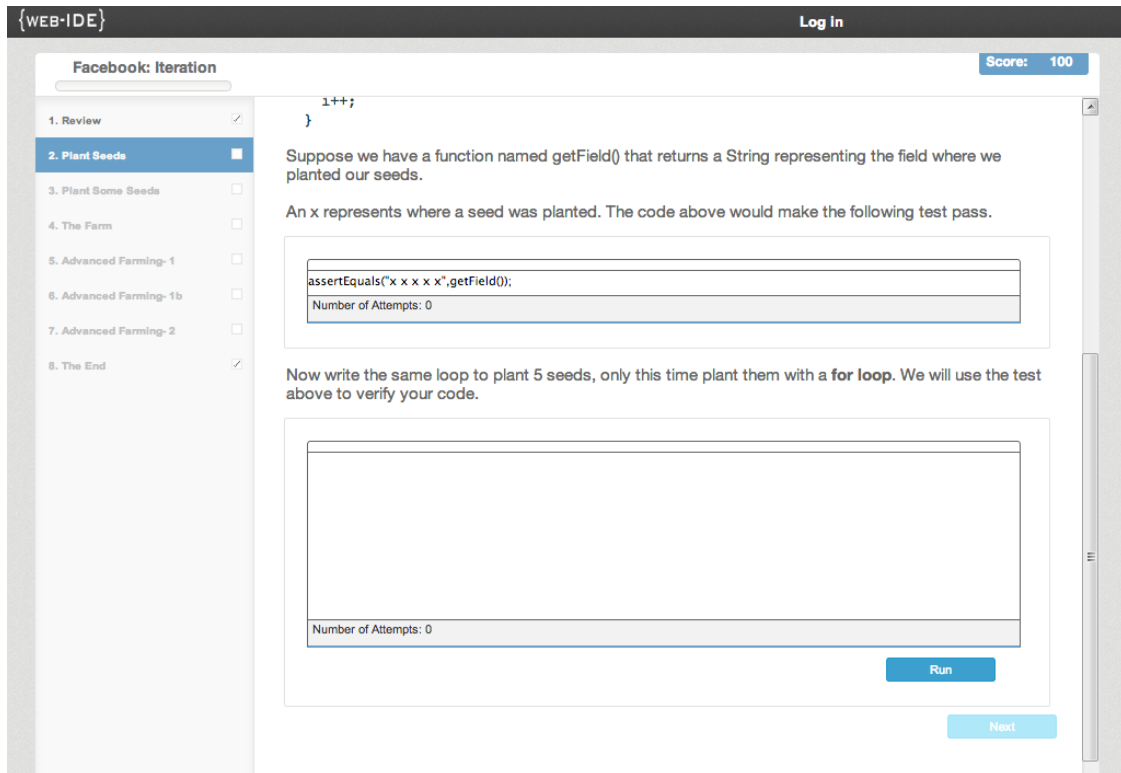 {WEB-IDE}
Log in
Facebook: Iteration
Score: 100
1. Review
2. Plant Seeds
3. Plant Some Seeds
4. The Farm
5. Advanced Farming- 1
6. Advanced Farming- 1b
7. Advanced Farming- 2
8. The End
i++;
}
Suppose we have a function named getField() that returns a String representing the field where we
planted our seeds.
An x represents where a seed was planted. The code above would make the following test pass.
assertEquals("x x x x x",getField());
Number of Attempts: 0
Now write the same loop to plant 5 seeds, only this time plant them with a for loop. We will use the test
above to verify your code.
Number of Attempts: 0
Run
Next